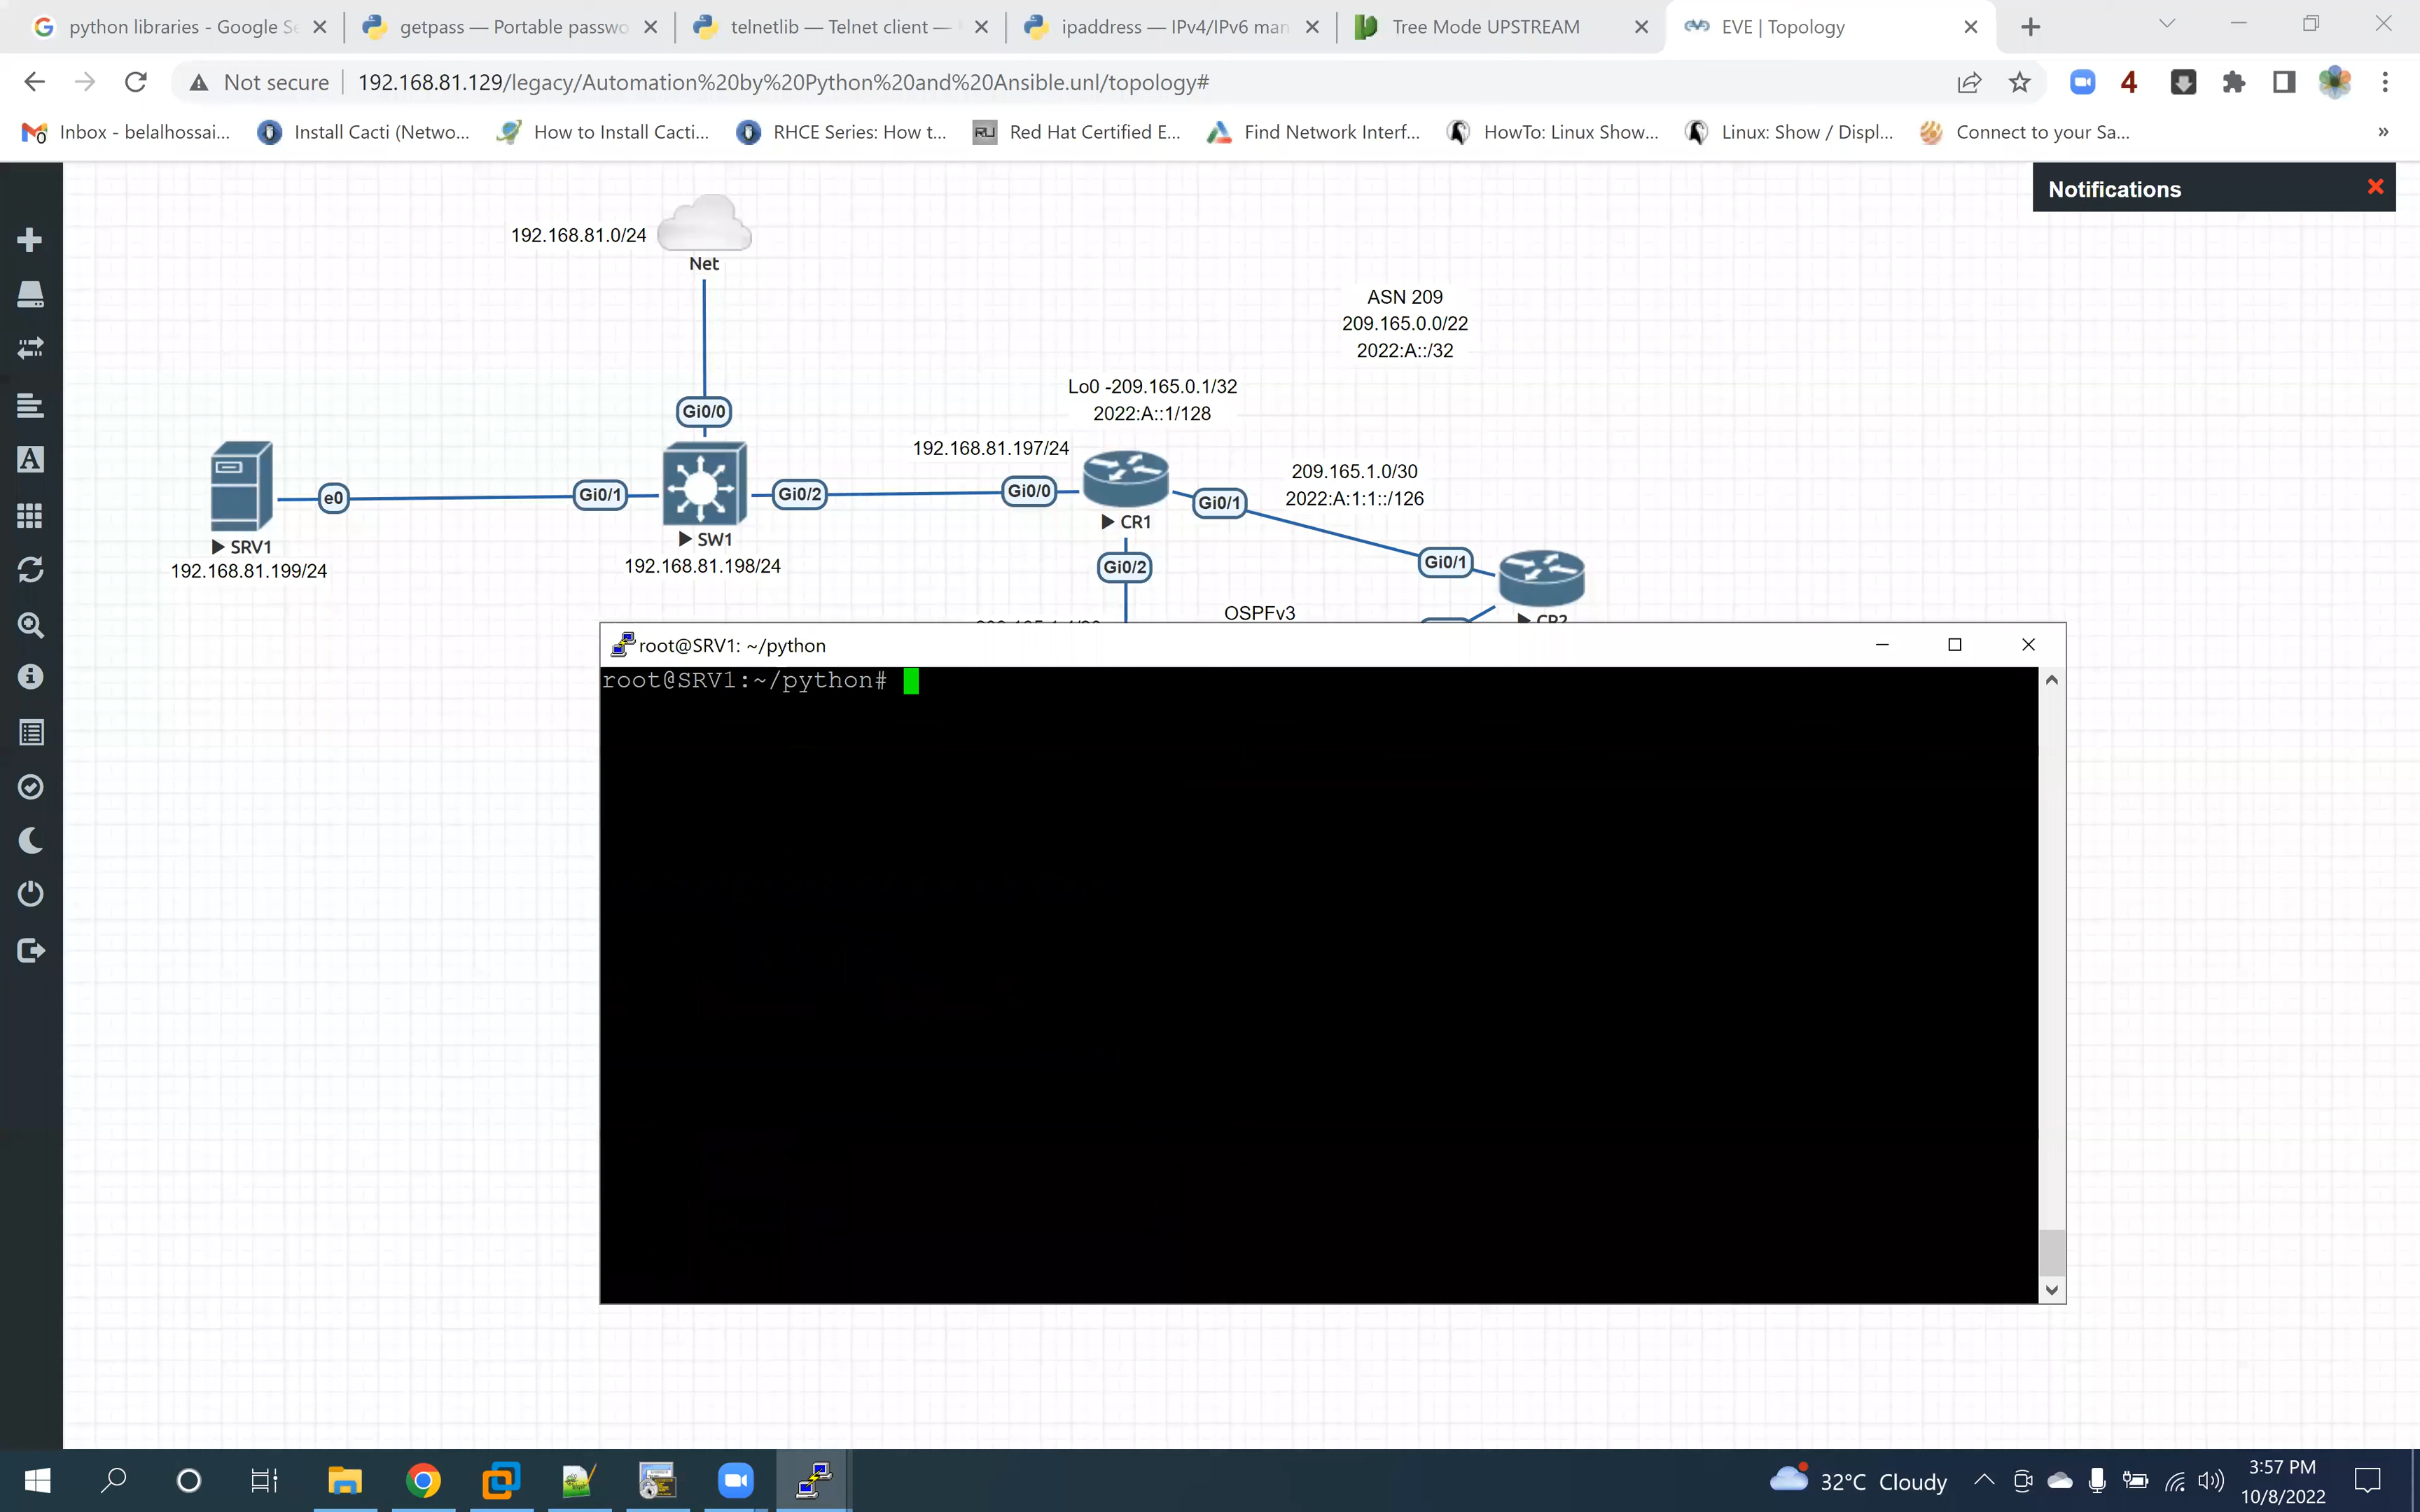 python libraries - Google Se
getpass — Portable passwo
telnetlib — Telnet client —
ipaddress — IPv4/IPv6 man
Tree Mode UPSTREAM
EVE | Topology
Not secure
192.168.81.129/legacy/Automation%20by%20Python%20and%20Ansible.unl/topology#
4
Inbox - belalhossai...
Install Cacti (Netwo...
How to Install Cacti...
RHCE Series: How t...
RU
Red Hat Certified E...
Find Network Interf...
HowTo: Linux Show...
Linux: Show / Displ...
Connect to your Sa...
»
Notifications
192.168.81.0/24
Net
ASN 209
209.165.0.0/22
2022:A::/32
Lo0 -209.165.0.1/32
2022:A::1/128
Gi0/0
192.168.81.197/24
209.165.1.0/30
2022:A:1:1::/126
e0
Gi0/1
Gi0/2
Gi0/0
Gi0/1
CR1
SRV1
192.168.81.199/24
SW1
192.168.81.198/24
Gi0/2
Gi0/1
OSPFv3
CR2
root@SRV1: ~/python
root@SRV1:~/python#
32°C Cloudy
3:57 PM
10/8/2022